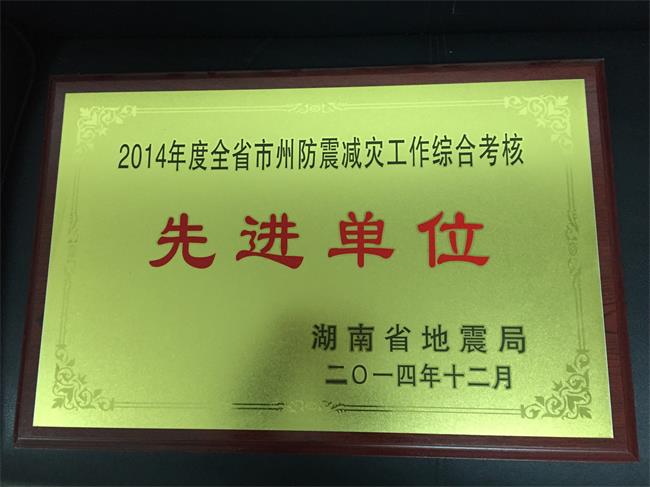 2014年度全省市州防震减灾工作综合考核
先进单位
湖南省地震局
二〇一四年十二月